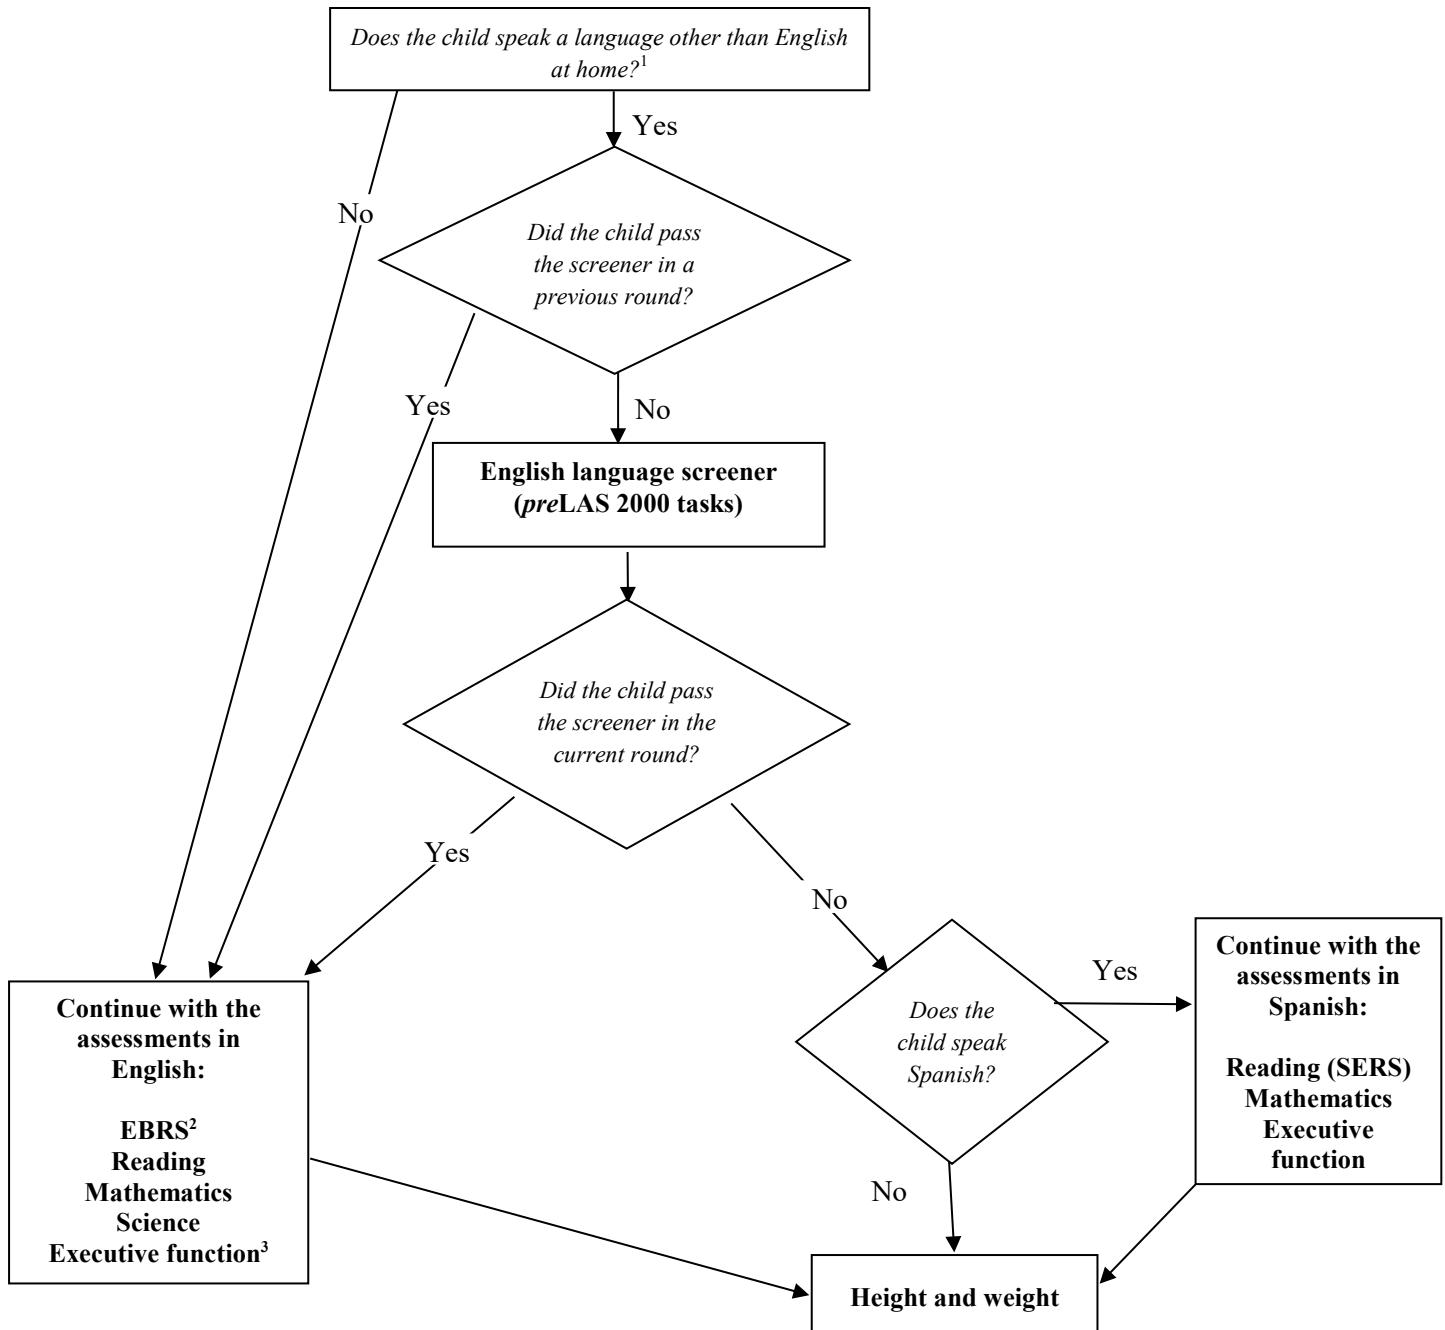 Does the child speak a language other than English
at home?1
Yes
No
Did the child pass
the screener in a
previous round?
Yes
No
English language screener
(preLAS 2000 tasks)
Did the child pass
the screener in the
current round?
Yes
No
Does the
child speak
Spanish?
Yes
Continue with the
assessments in
Spanish:
Reading (SERS)
Mathematics
Executive
function
Continue with the
assessments in
English:
EBRS2
Reading
Mathematics
Science
Executive function3
No
Height and weight